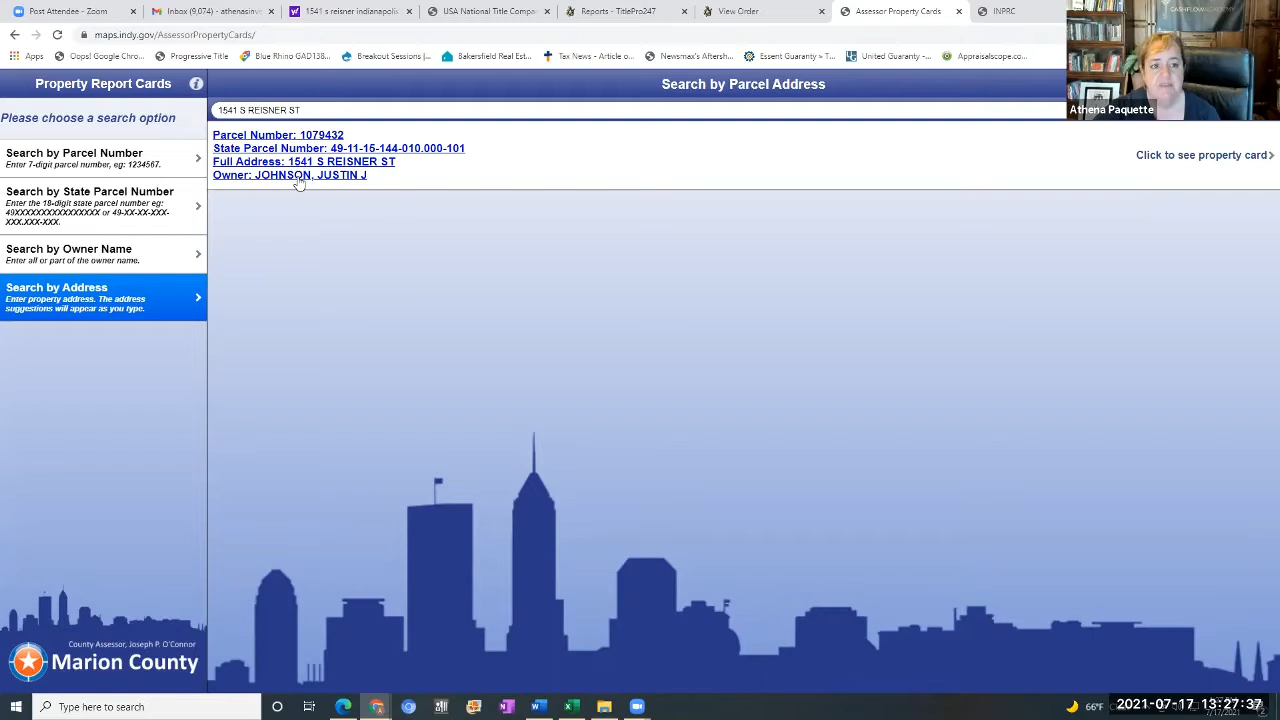 Post Attendee - Zoom
Inbox (9,074) - athenasivo
1541 s reisner indianapolis
USA National Title Compa
Reports - TitlePro247
View Order
Assessor Property Cards
INPRC
maps.indy.gov/AssessorPropertyCards/
Apps
Oops! Google Chro...
Progressive Title
Blue Rhino GAD138...
Breakout Sessions |...
Bakersfield Real Est...
Tax News - Article o...
Newsmax's Aftersh...
Essent Guaranty > T...
United Guaranty -...
Appraisalscope.co...
CASHFLOW ACADEMY
Athena Paquette
Property Report Cards
Search by Parcel Address
Please choose a search option
1541 S REISNER ST
Search by Parcel Number
Enter 7-digit parcel number, eg: 1234567.
Search by State Parcel Number
Enter the 18-digit state parcel number eg:
49XXXXXXXXXXXXXXXX or 49-XX-XX-XXX-
XXX.XXX-XXX.
Search by Owner Name
Enter all or part of the owner name.
Search by Address
Enter property address. The address
suggestions will appear as you type.
Parcel Number: 1079432
State Parcel Number: 49-11-15-144-010.000-101
Full Address: 1541 S REISNER ST
Owner: JOHNSON, JUSTIN J
Click to see property card
County Assessor, Joseph P. O'Connor
Marion County
Type here to search
66°F
2021-07-17 13:27:37